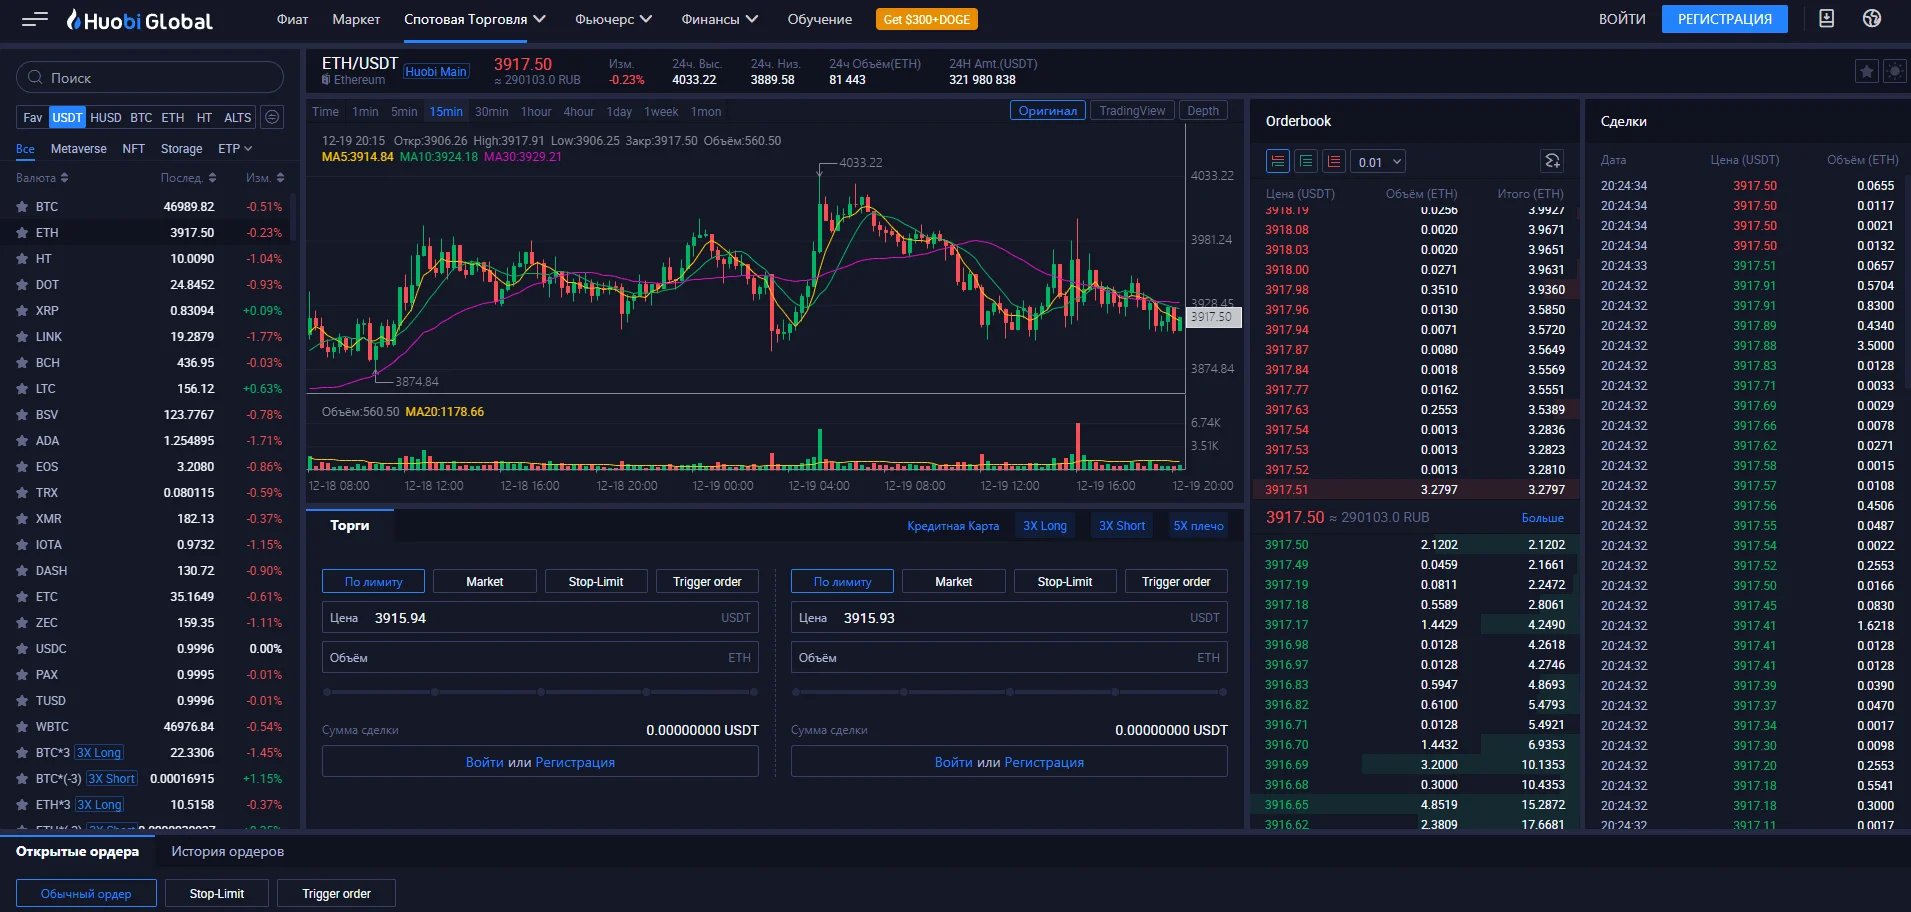 Huobi Global
Фиат Маркет Спотовая Торговля Фьючерс Финансы Обучение Get $300+DOGE ВОЙТИ РЕГИСТРАЦИЯ
Поиск
Fav USDT HUSD BTC ETH HT ALTS
Все Metaverse NFT Storage ETP
Валюта Послед. Изм.
BTC 46989.82 -0.51%
ETH 3917.50 -0.23%
HT 10.0090 -1.04%
DOT 24.8452 -0.93%
XRP 0.83094 +0.09%
LINK 19.2879 -1.77%
BCH 436.95 -0.03%
LTC 156.12 +0.63%
BSV 123.7767 -0.78%
ADA 1.254895 -1.71%
EOS 3.2080 -0.86%
TRX 0.080115 -0.59%
XMR 182.13 -0.37%
IOTA 0.9732 -1.15%
DASH 130.72 -0.90%
ETC 35.1649 -0.61%
ZEC 159.35 -1.11%
USDC 0.9996 0.00%
PAX 0.9995 -0.01%
TUSD 0.9996 -0.01%
WBTC 46976.84 -0.54%
BTC*3 3X Long 22.3306 -1.45%
BTC*(-3) 3X Short 0.00016915 +1.15%
ETH*3 3X Long 10.5158 -0.37%
ETH/USDT Huobi Main 3917.50 Изм. 24ч. Выс. 24ч. Низ. 24ч Объём(ETH) 24H Amt.(USDT)
Ethereum ≈ 290103.0 RUB -0.23% 4033.22 3889.58 81 443 321 980 838
Time 1min 5min 15min 30min 1hour 4hour 1day 1week 1mon Оригинал TradingView Depth
12-19 20:15 Откр:3906.26 High:3917.91 Low:3906.25 Закр:3917.50 Объём:560.50
MA5:3914.84 MA10:3924.18 MA30:3929.21
4033.22
4033.22
3981.24
3928.45
3917.50
3874.84
3874.84
Объём:560.50 MA20:1178.66
6.74K
3.51K
12-18 08:00 12-18 12:00 12-18 16:00 12-18 20:00 12-19 00:00 12-19 04:00 12-19 08:00 12-19 12:00 12-19 16:00 12-19 20:00
Торги Кредитная Карта 3X Long 3X Short 5X плечо
По лимиту Market Stop-Limit Trigger order
Цена 3915.94 USDT
Объём ETH
Сумма сделки 0.00000000 USDT
Войти или Регистрация
По лимиту Market Stop-Limit Trigger order
Цена 3915.93 USDT
Объём ETH
Сумма сделки 0.00000000 USDT
Войти или Регистрация
Orderbook
0.01
Цена (USDT) Объём (ETH) Итого (ETH)
3918.19 0.0256 3.9927
3918.08 0.0020 3.9671
3918.03 0.0020 3.9651
3918.00 0.0271 3.9631
3917.98 0.3510 3.9360
3917.96 0.0130 3.5850
3917.94 0.0071 3.5720
3917.87 0.0080 3.5649
3917.84 0.0018 3.5569
3917.77 0.0162 3.5551
3917.63 0.2553 3.5389
3917.54 0.0013 3.2836
3917.53 0.0013 3.2823
3917.52 0.0013 3.2810
3917.51 3.2797 3.2797
3917.50 ≈ 290103.0 RUB Больше
3917.50 2.1202 2.1202
3917.49 0.0459 2.1661
3917.19 0.0811 2.2472
3917.18 0.5589 2.8061
3917.17 1.4429 4.2490
3916.98 0.0128 4.2618
3916.97 0.0128 4.2746
3916.83 0.5947 4.8693
3916.82 0.6100 5.4793
3916.71 0.0128 5.4921
3916.70 1.4432 6.9353
3916.69 3.2000 10.1353
3916.68 0.3000 10.4353
3916.65 4.8519 15.2872
3916.62 2.3809 17.6681
Сделки
Дата Цена (USDT) Объём (ETH)
20:24:34 3917.50 0.0655
20:24:34 3917.50 0.0117
20:24:34 3917.50 0.0021
20:24:34 3917.50 0.0132
20:24:33 3917.51 0.0657
20:24:32 3917.91 0.5704
20:24:32 3917.91 0.8300
20:24:32 3917.89 0.4340
20:24:32 3917.88 3.5000
20:24:32 3917.83 0.0128
20:24:32 3917.71 0.0033
20:24:32 3917.69 0.0029
20:24:32 3917.66 0.0078
20:24:32 3917.62 0.0271
20:24:32 3917.58 0.0015
20:24:32 3917.57 0.0108
20:24:32 3917.56 0.4506
20:24:32 3917.55 0.0487
20:24:32 3917.54 0.0022
20:24:32 3917.52 0.2553
20:24:32 3917.50 0.0166
20:24:32 3917.45 0.0830
20:24:32 3917.41 1.6218
20:24:32 3917.41 0.0128
20:24:32 3917.41 0.0128
20:24:32 3917.39 0.0390
20:24:32 3917.37 0.0470
20:24:32 3917.34 0.0017
20:24:32 3917.30 0.0098
20:24:32 3917.20 0.2553
20:24:32 3917.18 0.5541
20:24:32 3917.18 0.3000
20:24:32 3917.11 0.0017
Открытые ордера История ордеров
Обычный ордер Stop-Limit Trigger order